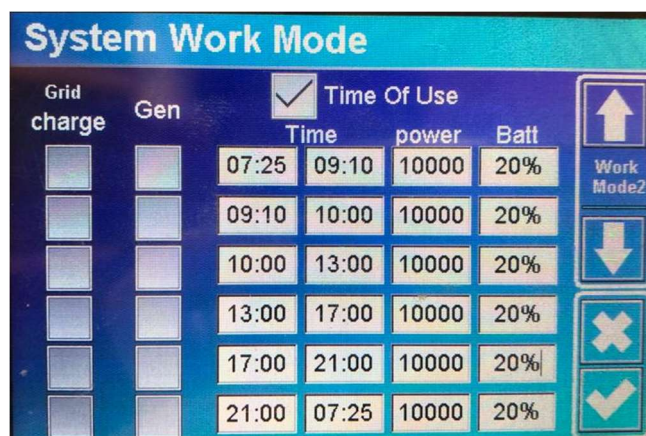 System Work Mode
Grid charge Gen Time Of Use
Time power Batt
07:25 09:10 10000 20%
Work Mode2
09:10 10:00 10000 20%
10:00 13:00 10000 20%
13:00 17:00 10000 20%
17:00 21:00 10000 20%
21:00 07:25 10000 20%